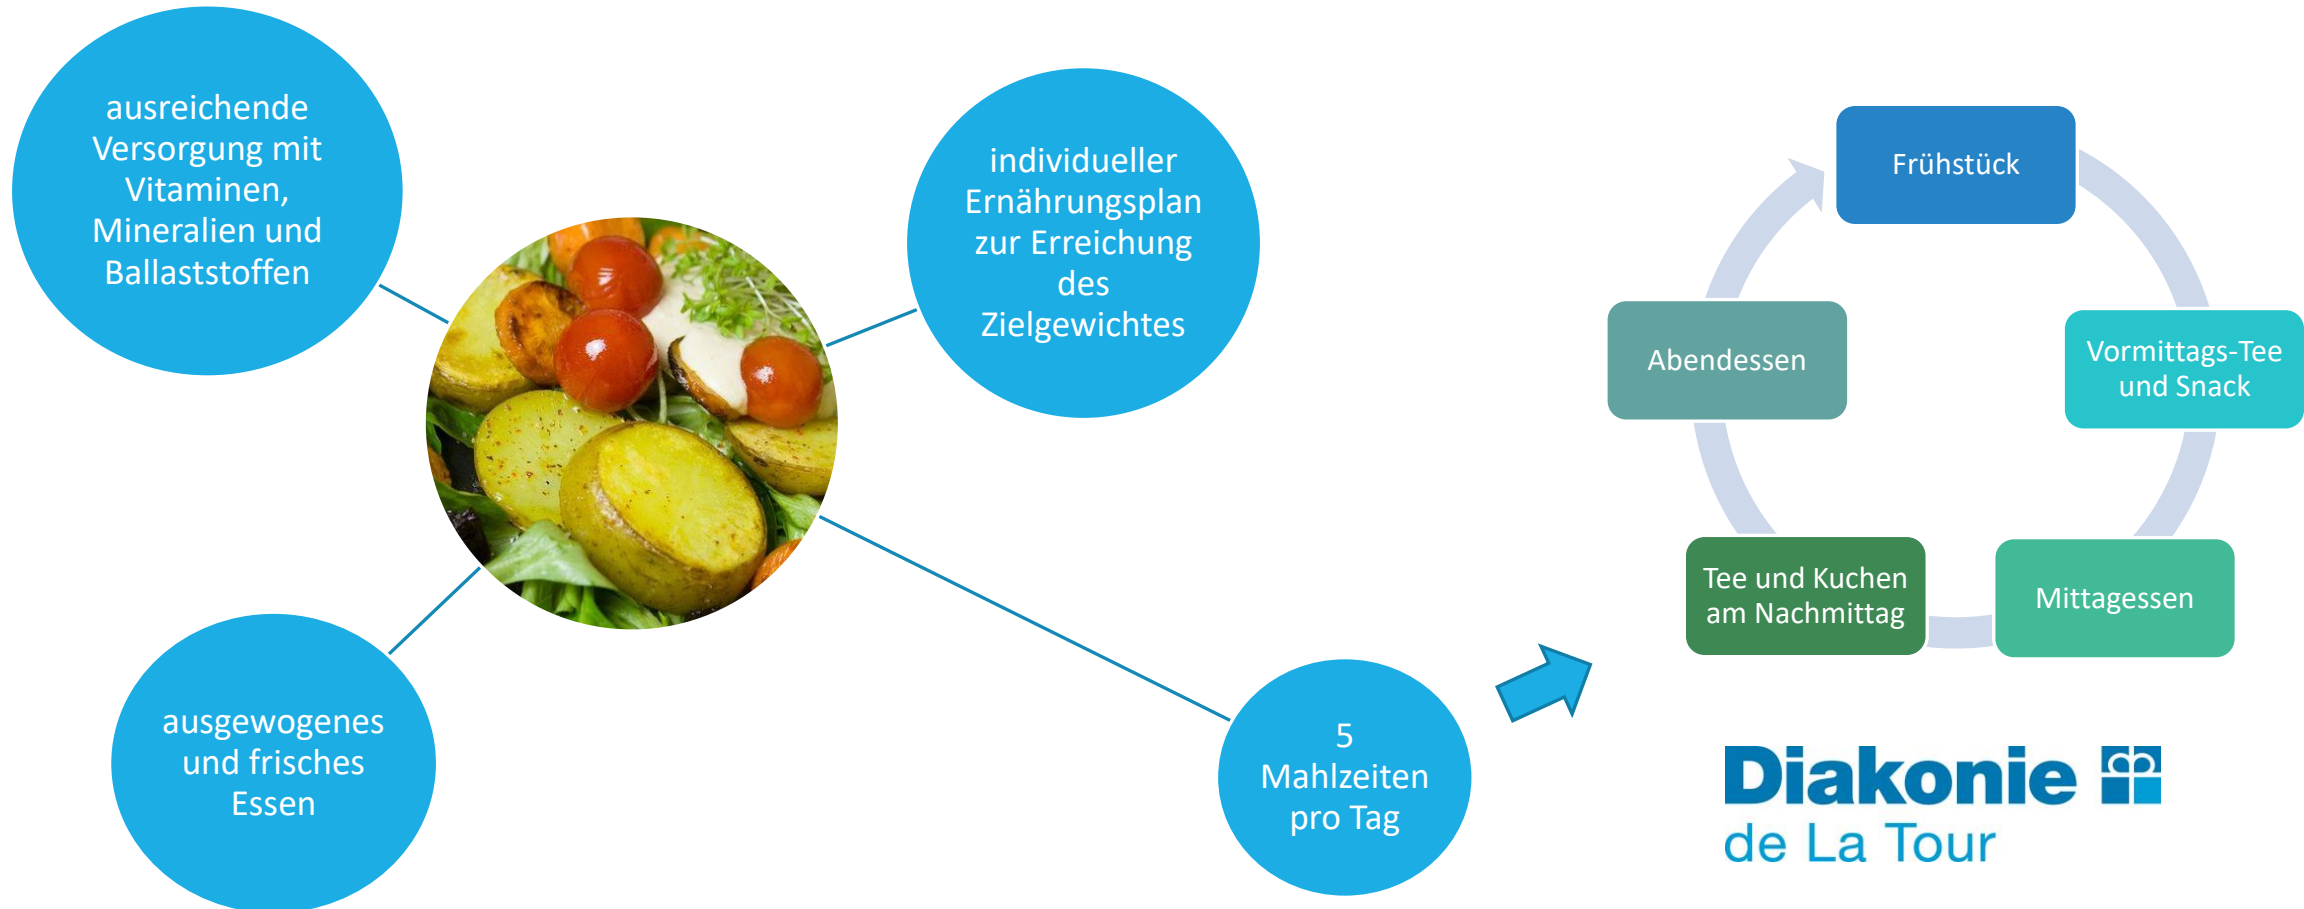 ausreichende
Versorgung mit
Vitaminen,
Mineralien und
Ballaststoffen
individueller
Ernährungsplan
zur Erreichung
des
Zielgewichtes
ausgewogenes
und frisches
Essen
5
Mahlzeiten
pro Tag
Frühstück
Vormittags-Tee
und Snack
Mittagessen
Tee und Kuchen
am Nachmittag
Abendessen
Diakonie
de La Tour